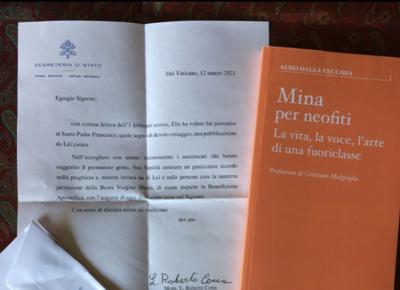 SEGRETERIA DI STATO
PRIMA SEZIONE - AFFARI GENERALI
Dal Vaticano, 12 marzo 2021
Egregio Signore,
con cortese lettera dell'1 febbraio scorso, Ella ha voluto far pervenire
al Santo Padre Francesco, quale segno di devoto omaggio, una pubblicazione
da Lei curata.
Nell'accogliere con animo riconoscente i sentimenti che hanno
suggerito il premuroso gesto, Sua Santità assicura un particolare ricordo
nella preghiera e, mentre invoca su di Lei e sulle persone care la materna
protezione della Beata Vergine Maria, di cuore imparte la Benedizione
Apostolica, con l'augurio di ogni bene nel Signore.
Con sensi di distinta stima mi confermo
dev.mo
L. Roberto Cona
Mons. L. Roberto Cona
ALDO DALLA VECCHIA
Mina
per neofiti
La vita, la voce, l'arte
di una fuoriclasse
Prefazione di Cristiano Malgioglio